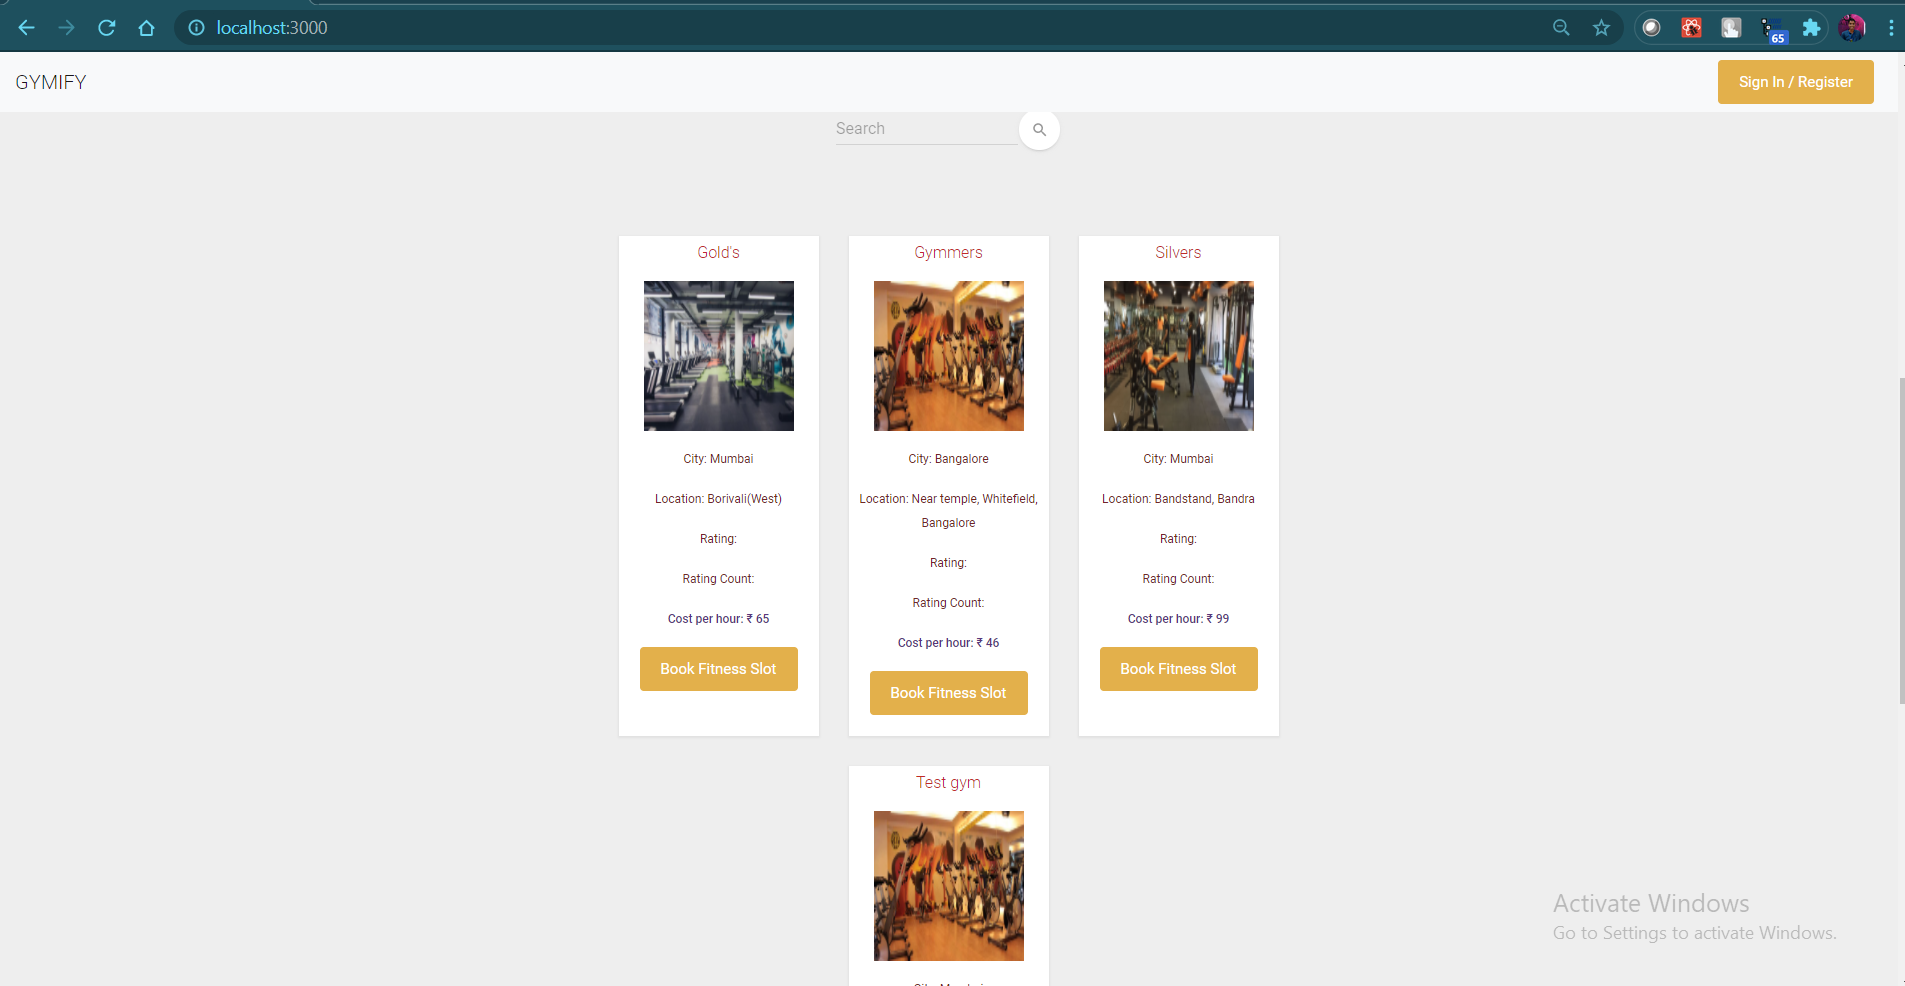 localhost:3000
65
GYMIFY
Sign In / Register
Search
Gold's
City: Mumbai
Location: Borivali(West)
Rating:
Rating Count:
Cost per hour: ₹ 65
Book Fitness Slot
Gymmers
City: Bangalore
Location: Near temple, Whitefield,
Bangalore
Rating:
Rating Count:
Cost per hour: ₹ 46
Book Fitness Slot
Silvers
City: Mumbai
Location: Bandstand, Bandra
Rating:
Rating Count:
Cost per hour: ₹ 99
Book Fitness Slot
Test gym
Activate Windows
Go to Settings to activate Windows.